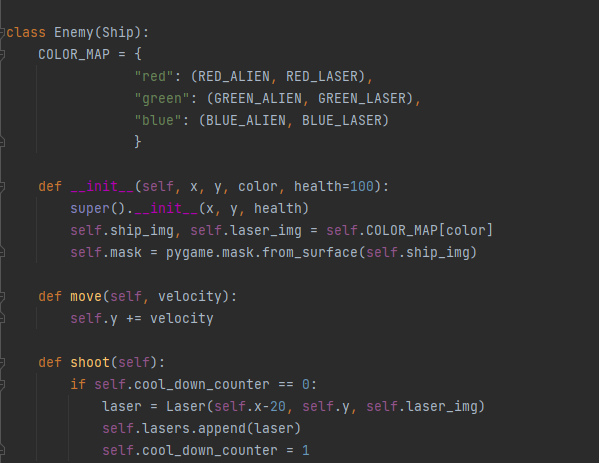 class Enemy(Ship):
    COLOR_MAP = {
                "red": (RED_ALIEN, RED_LASER),
                "green": (GREEN_ALIEN, GREEN_LASER),
                "blue": (BLUE_ALIEN, BLUE_LASER)
                }
    def __init__(self, x, y, color, health=100):
        super().__init__(x, y, health)
        self.ship_img, self.laser_img = self.COLOR_MAP[color]
        self.mask = pygame.mask.from_surface(self.ship_img)
    def move(self, velocity):
        self.y += velocity
    def shoot(self):
        if self.cool_down_counter == 0:
            laser = Laser(self.x-20, self.y, self.laser_img)
            self.lasers.append(laser)
            self.cool_down_counter = 1